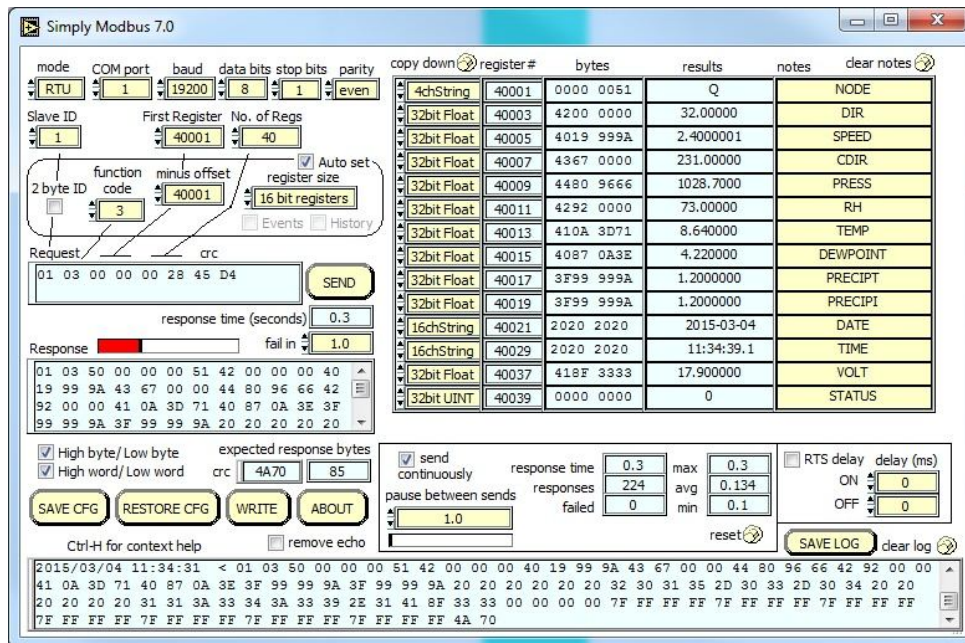 Simply Modbus 7.0
mode COM port baud data bits stop bits parity
RTU 1 19200 8 1 even
Slave ID First Register No. of Regs
1 40001 40
Auto set
2 byte ID function code minus offset register size
3 40001 16 bit registers
Events History
Request crc
01 03 00 00 00 28 45 D4
SEND
response time (seconds) 0.3
Response fail in 1.0
01 03 50 00 00 00 51 42 00 00 00 40
19 99 9A 43 67 00 00 44 80 96 66 42
92 00 00 41 0A 3D 71 40 87 0A 3E 3F
99 99 9A 3F 99 99 9A 20 20 20 20 20
High byte/ Low byte expected response bytes
High word/ Low word crc 4A70 85
SAVE CFG RESTORE CFG WRITE ABOUT
Ctrl-H for context help remove echo
copy down register # bytes results notes clear notes
4chString 40001 0000 0051 Q NODE
32bit Float 40003 4200 0000 32.00000 DIR
32bit Float 40005 4019 999A 2.4000001 SPEED
32bit Float 40007 4367 0000 231.00000 CDIR
32bit Float 40009 4480 9666 1028.7000 PRESS
32bit Float 40011 4292 0000 73.00000 RH
32bit Float 40013 410A 3D71 8.640000 TEMP
32bit Float 40015 4087 0A3E 4.220000 DEWPOINT
32bit Float 40017 3F99 999A 1.2000000 PRECIPT
32bit Float 40019 3F99 999A 1.2000000 PRECIPI
16chString 40021 2020 2020 2015-03-04 DATE
16chString 40029 2020 2020 11:34:39.1 TIME
32bit Float 40037 418F 3333 17.900000 VOLT
32bit UINT 40039 0000 0000 0 STATUS
send continuously
pause between sends
1.0
response time 0.3 max 0.3
responses 224 avg 0.134
failed 0 min 0.1
reset
RTS delay delay (ms)
ON 0
OFF 0
SAVE LOG clear log
2015/03/04 11:34:31 < 01 03 50 00 00 00 51 42 00 00 00 40 19 99 9A 43 67 00 00 44 80 96 66 42 92 00 00
41 0A 3D 71 40 87 0A 3E 3F 99 99 9A 3F 99 99 9A 20 20 20 20 20 20 32 30 31 35 2D 30 33 2D 30 34 20 20
20 20 20 20 31 31 3A 33 34 3A 33 39 2E 31 41 8F 33 33 00 00 00 00 7F FF FF FF 7F FF FF FF 7F FF FF FF
7F FF FF FF 7F FF FF FF 7F FF FF FF 7F FF FF FF 4A 70